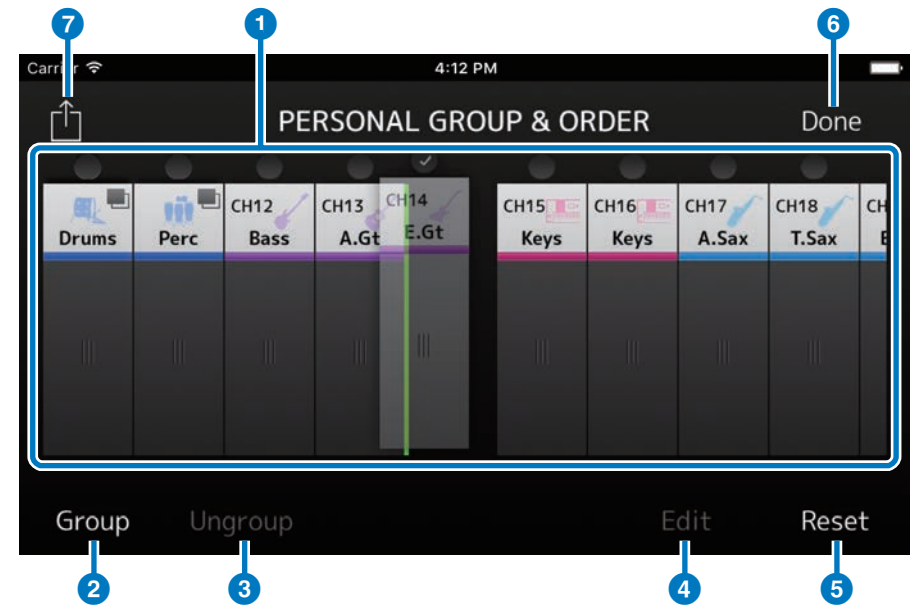 7 1 6
Carrier 4:12 PM
PERSONAL GROUP & ORDER Done
CH12 CH13 CH14 CH15 CH16 CH17 CH18 CH
Drums Perc Bass A.Gt E.Gt Keys Keys A.Sax T.Sax
Group Ungroup Edit Reset
2 3 4 5